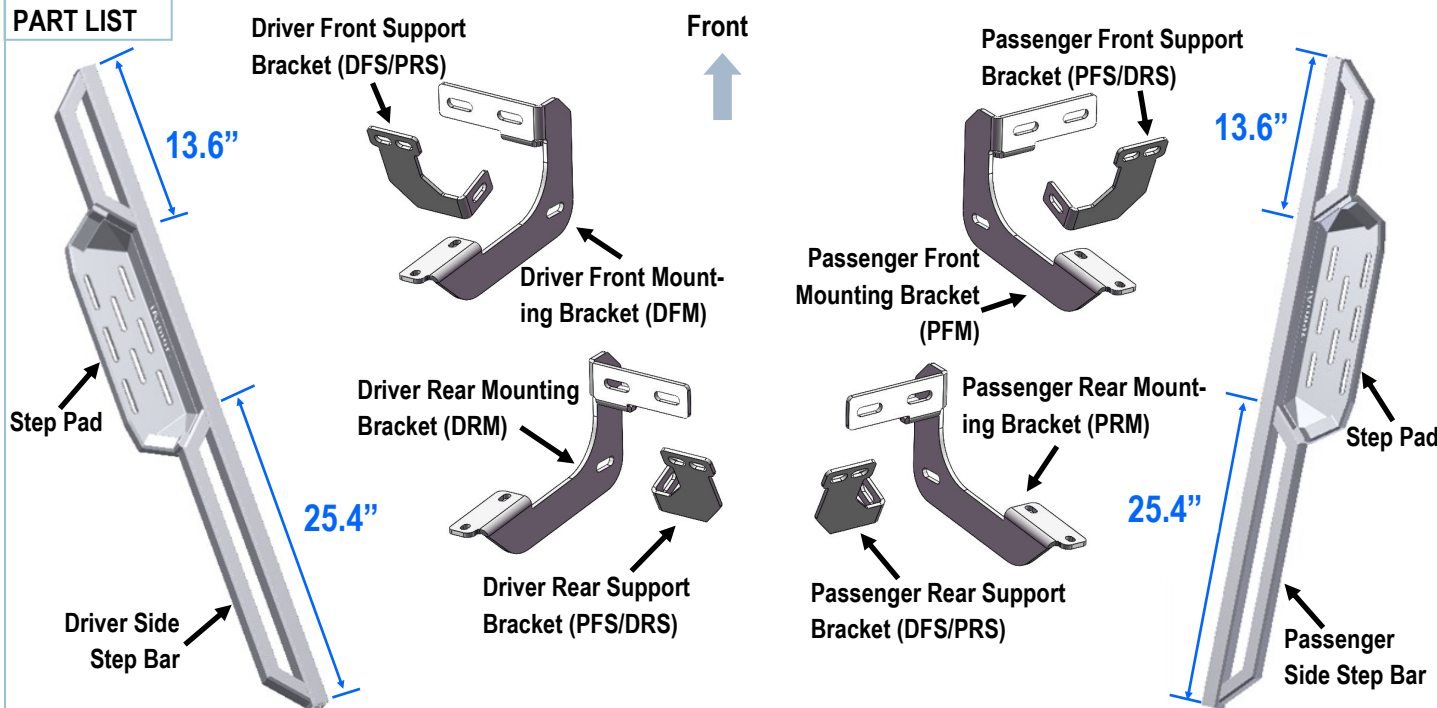 PART LIST
Driver Front Support
Bracket (DFS/PRS)
Front
Passenger Front Support
Bracket (PFS/DRS)
13.6”
13.6”
Driver Front Mount-
ing Bracket (DFM)
Passenger Front
Mounting Bracket
(PFM)
Step Pad
Driver Rear Mounting
Bracket (DRM)
Passenger Rear Mount-
ing Bracket (PRM)
Step Pad
25.4”
25.4”
Driver Rear Support
Bracket (PFS/DRS)
Passenger Rear Support
Bracket (DFS/PRS)
Driver Side
Step Bar
Passenger
Side Step Bar